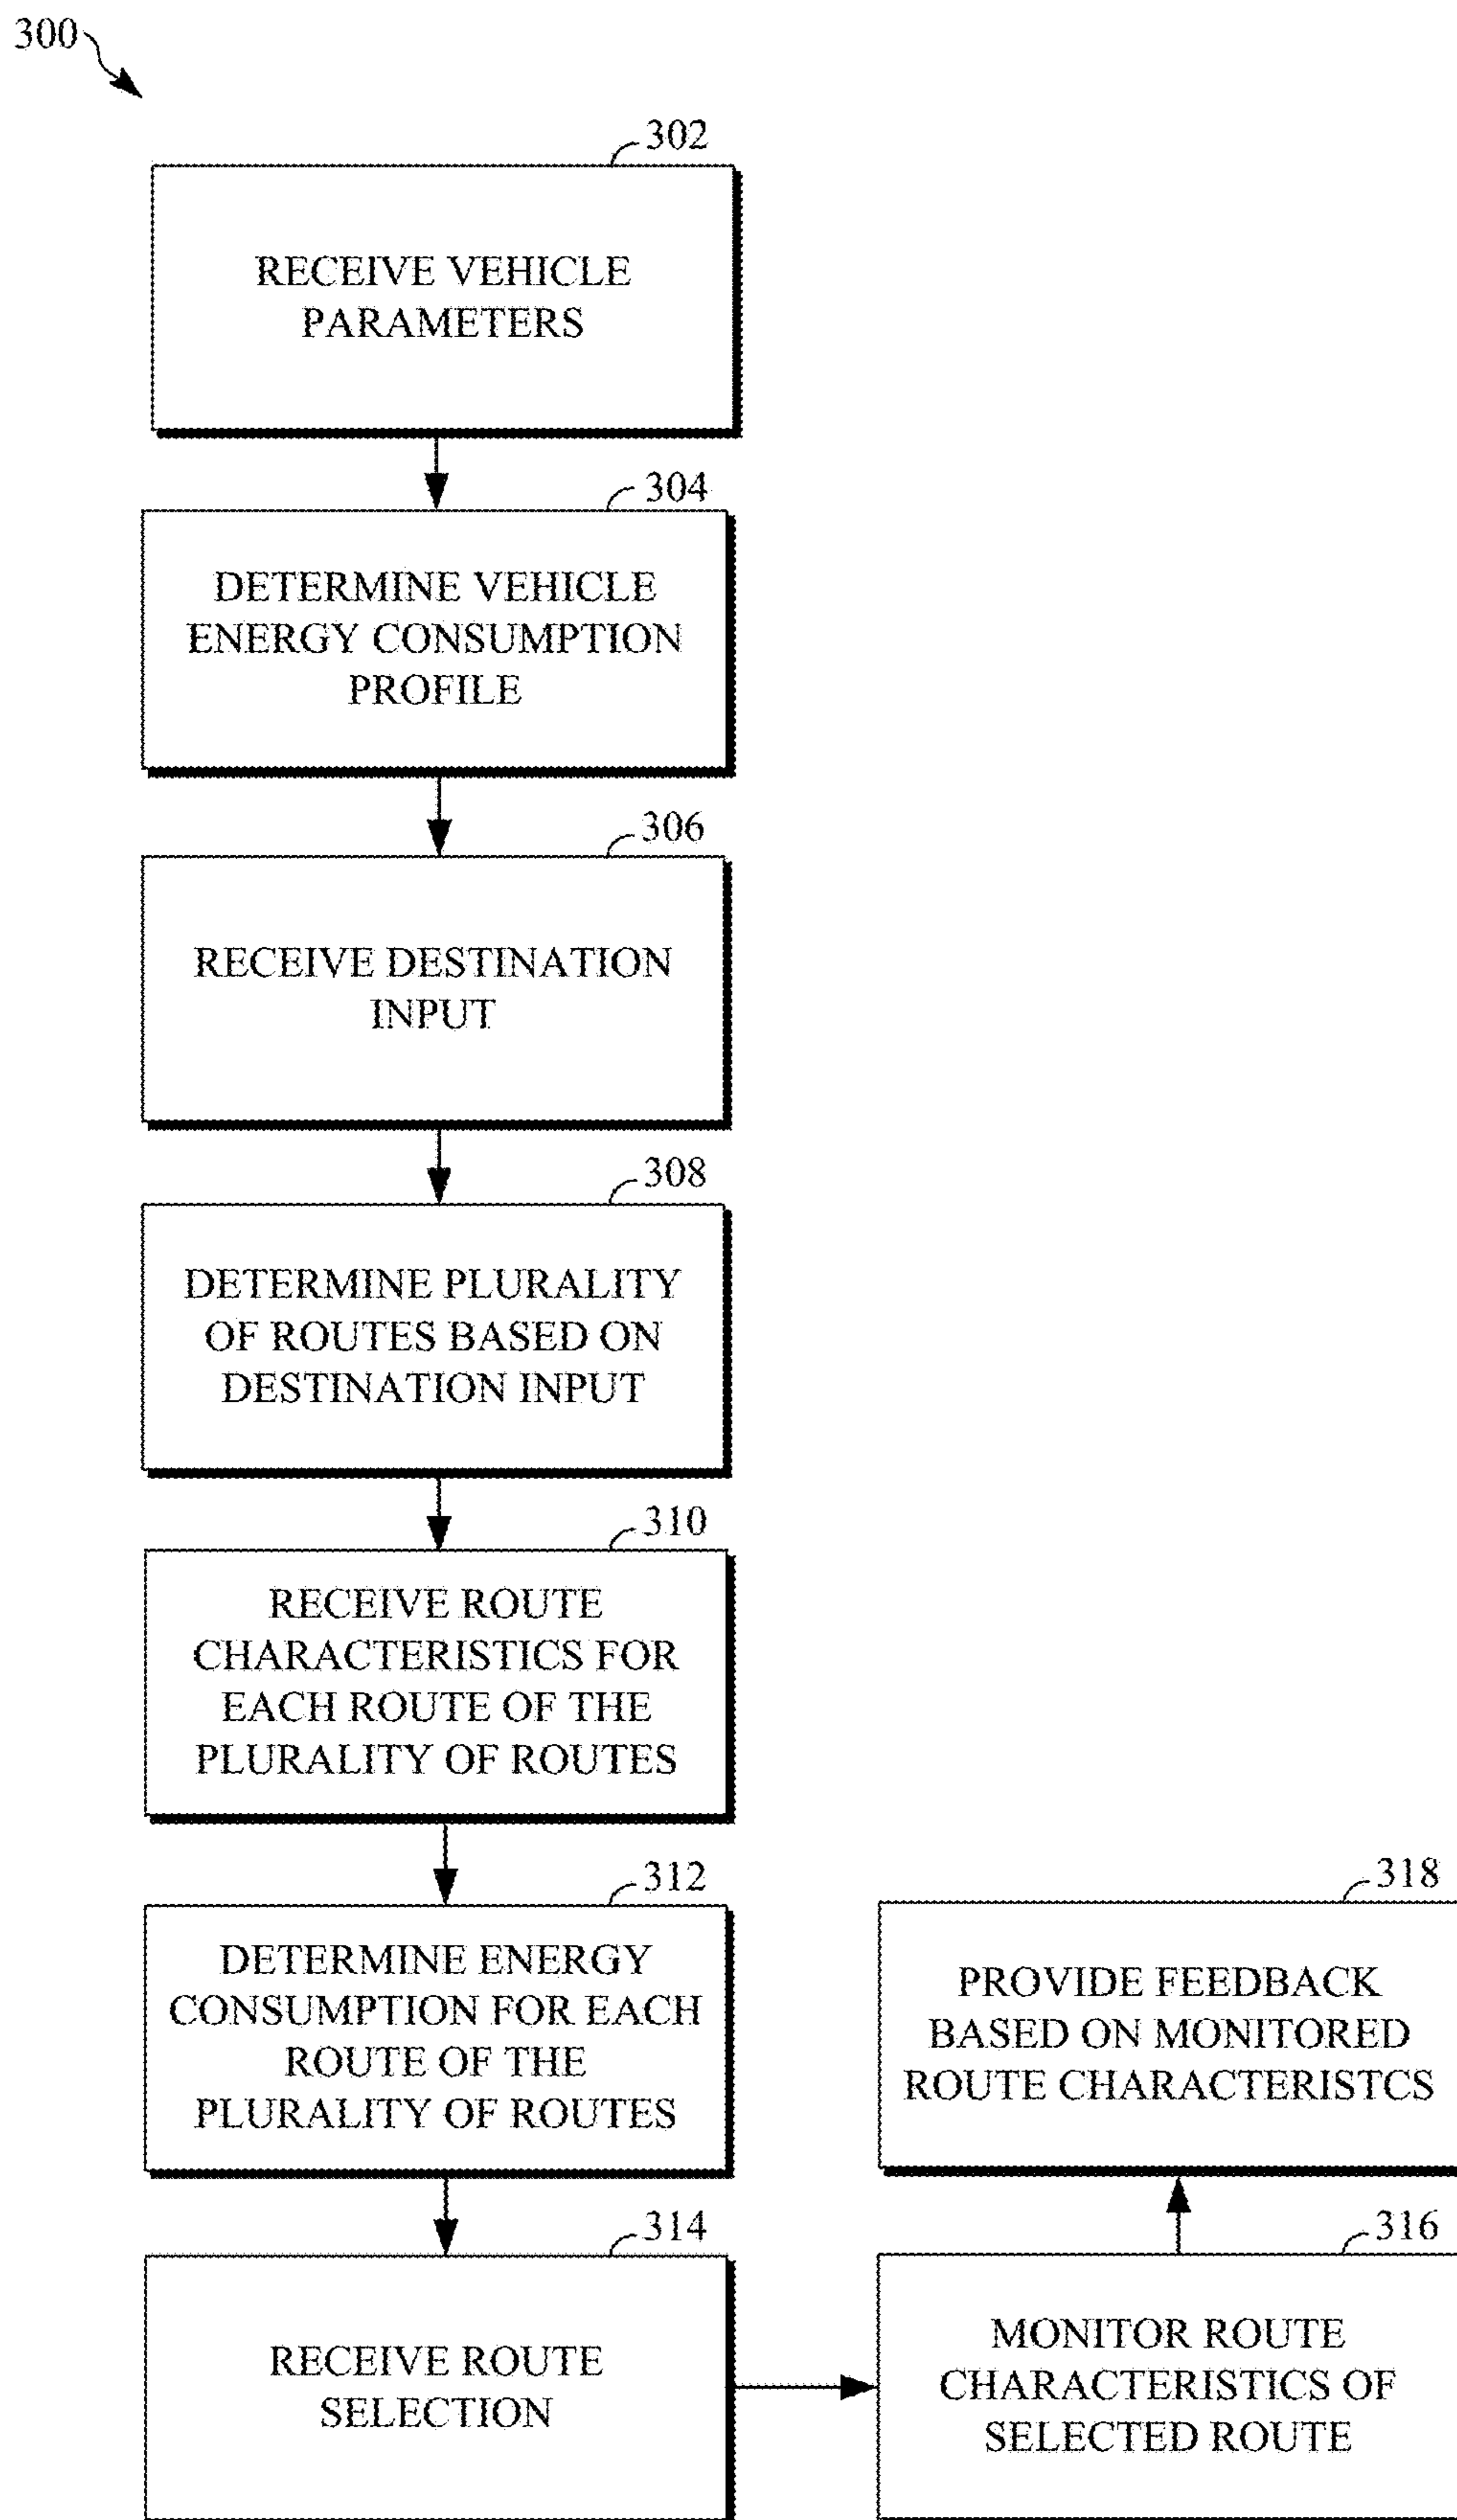 300
302
RECEIVE VEHICLE
PARAMETERS
304
DETERMINE VEHICLE
ENERGY CONSUMPTION
PROFILE
306
RECEIVE DESTINATION
INPUT
308
DETERMINE PLURALITY
OF ROUTES BASED ON
DESTINATION INPUT
310
RECEIVE ROUTE
CHARACTERISTICS FOR
EACH ROUTE OF THE
PLURALITY OF ROUTES
312
DETERMINE ENERGY
CONSUMPTION FOR EACH
ROUTE OF THE
PLURALITY OF ROUTES
314
RECEIVE ROUTE
SELECTION
316
MONITOR ROUTE
CHARACTERISTICS OF
SELECTED ROUTE
318
PROVIDE FEEDBACK
BASED ON MONITORED
ROUTE CHARACTERISTCS